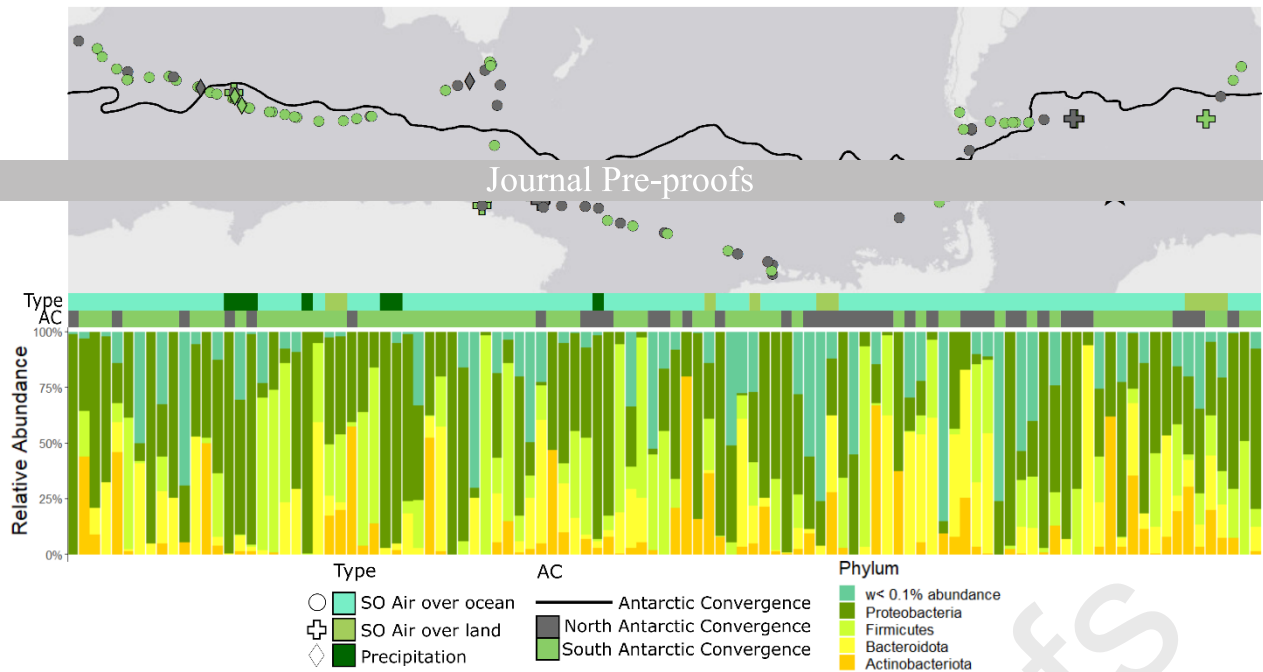 Journal Pre-proofs
Type
AC
100%
75%
50%
25%
0%
Relative Abundance
Type
SO Air over ocean
SO Air over land
Precipitation
AC
Antarctic Convergence
North Antarctic Convergence
South Antarctic Convergence
Phylum
w< 0.1% abundance
Proteobacteria
Firmicutes
Bacteroidota
Actinobacteriota
fs